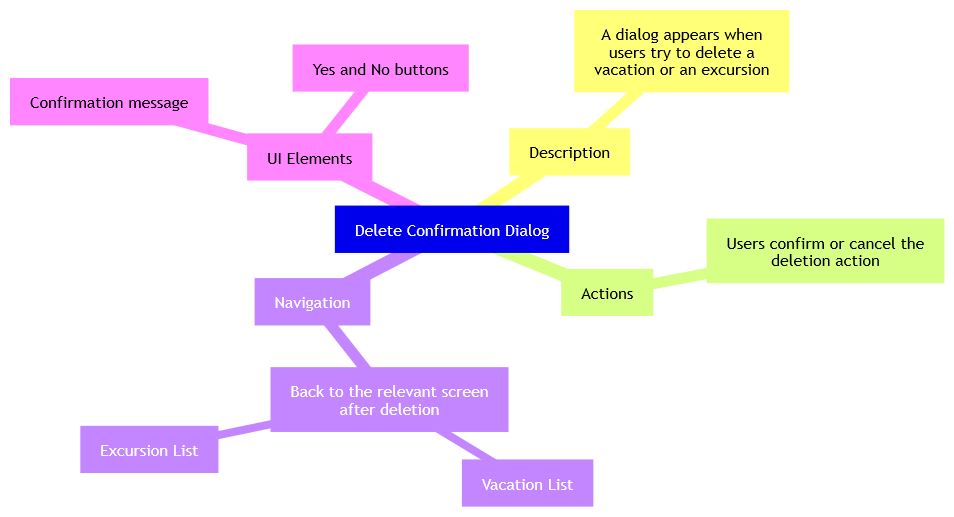 A dialog appears when
users try to delete a
vacation or an excursion
Yes and No buttons
Confirmation message
UI Elements
Description
Delete Confirmation Dialog
Users confirm or cancel the
deletion action
Navigation
Actions
Back to the relevant screen
after deletion
Excursion List
Vacation List